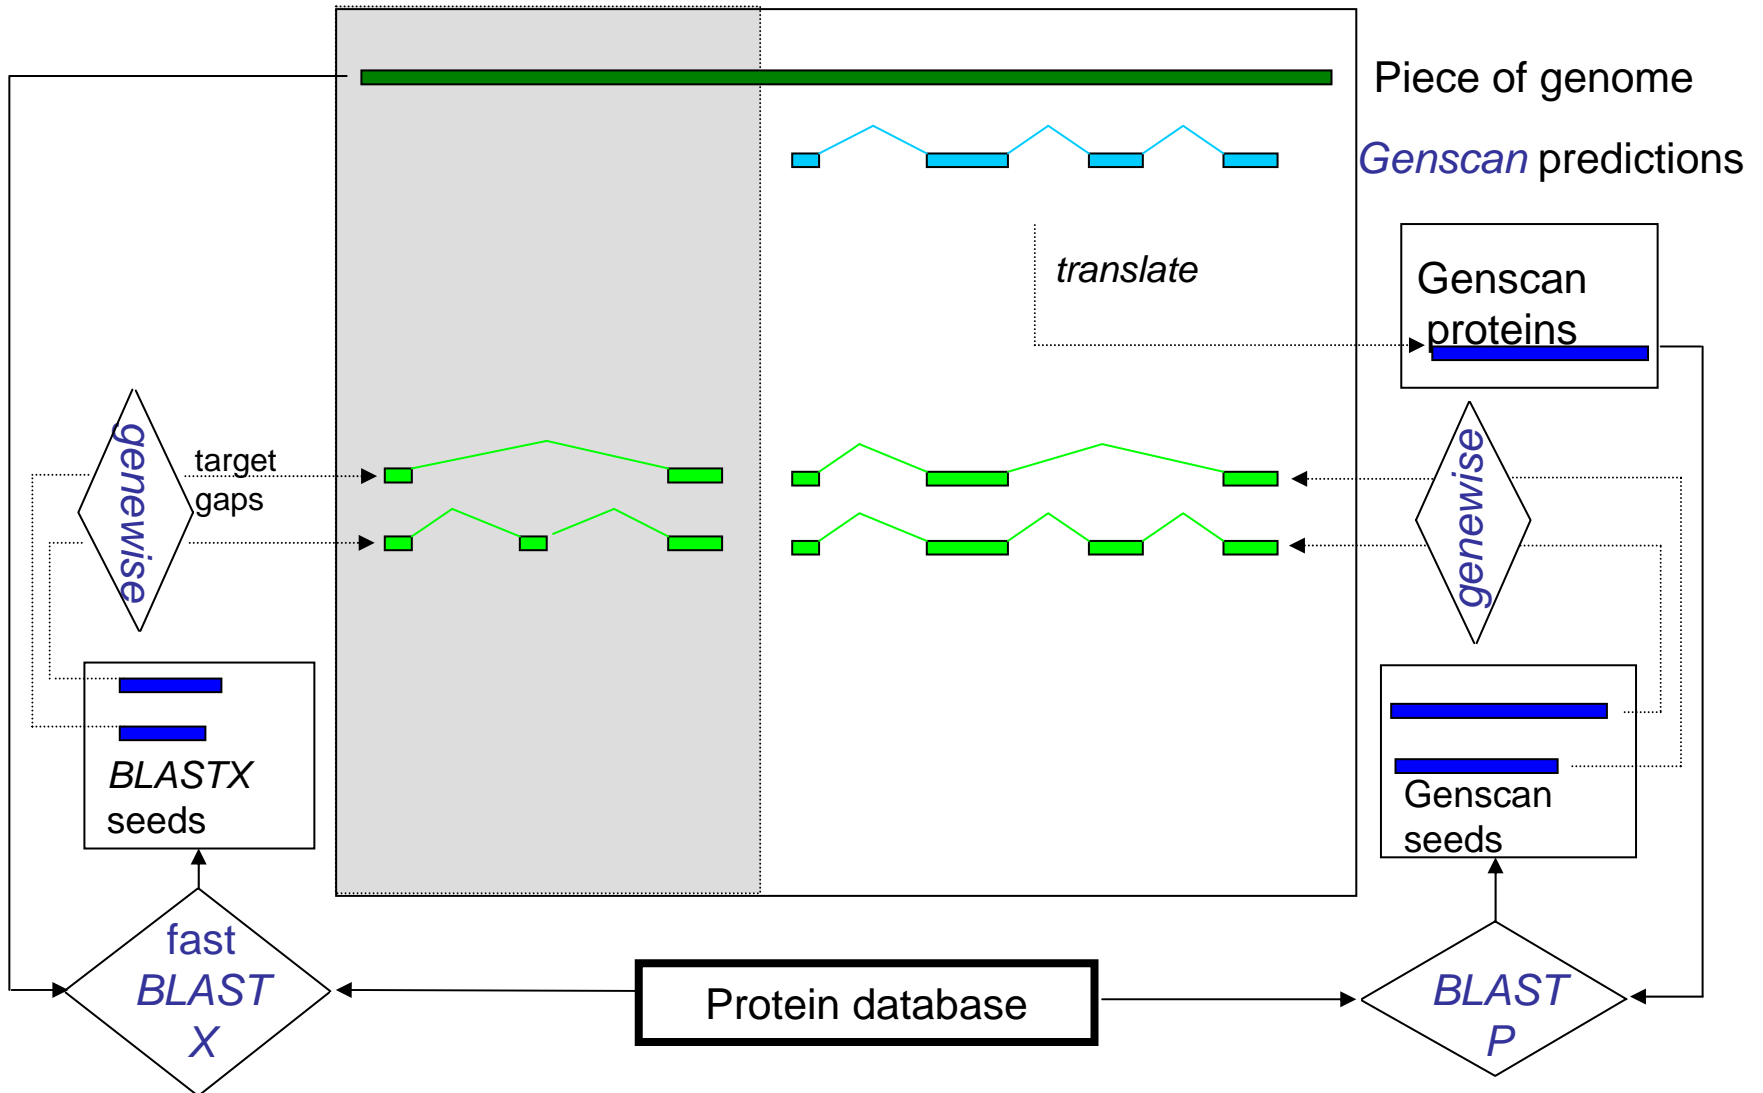 Piece of genome
Genscan predictions
translate
Genscan
proteins
genewise
target
gaps
genewise
BLASTX
seeds
Genscan
seeds
fast
BLAST
X
Protein database
BLAST
P